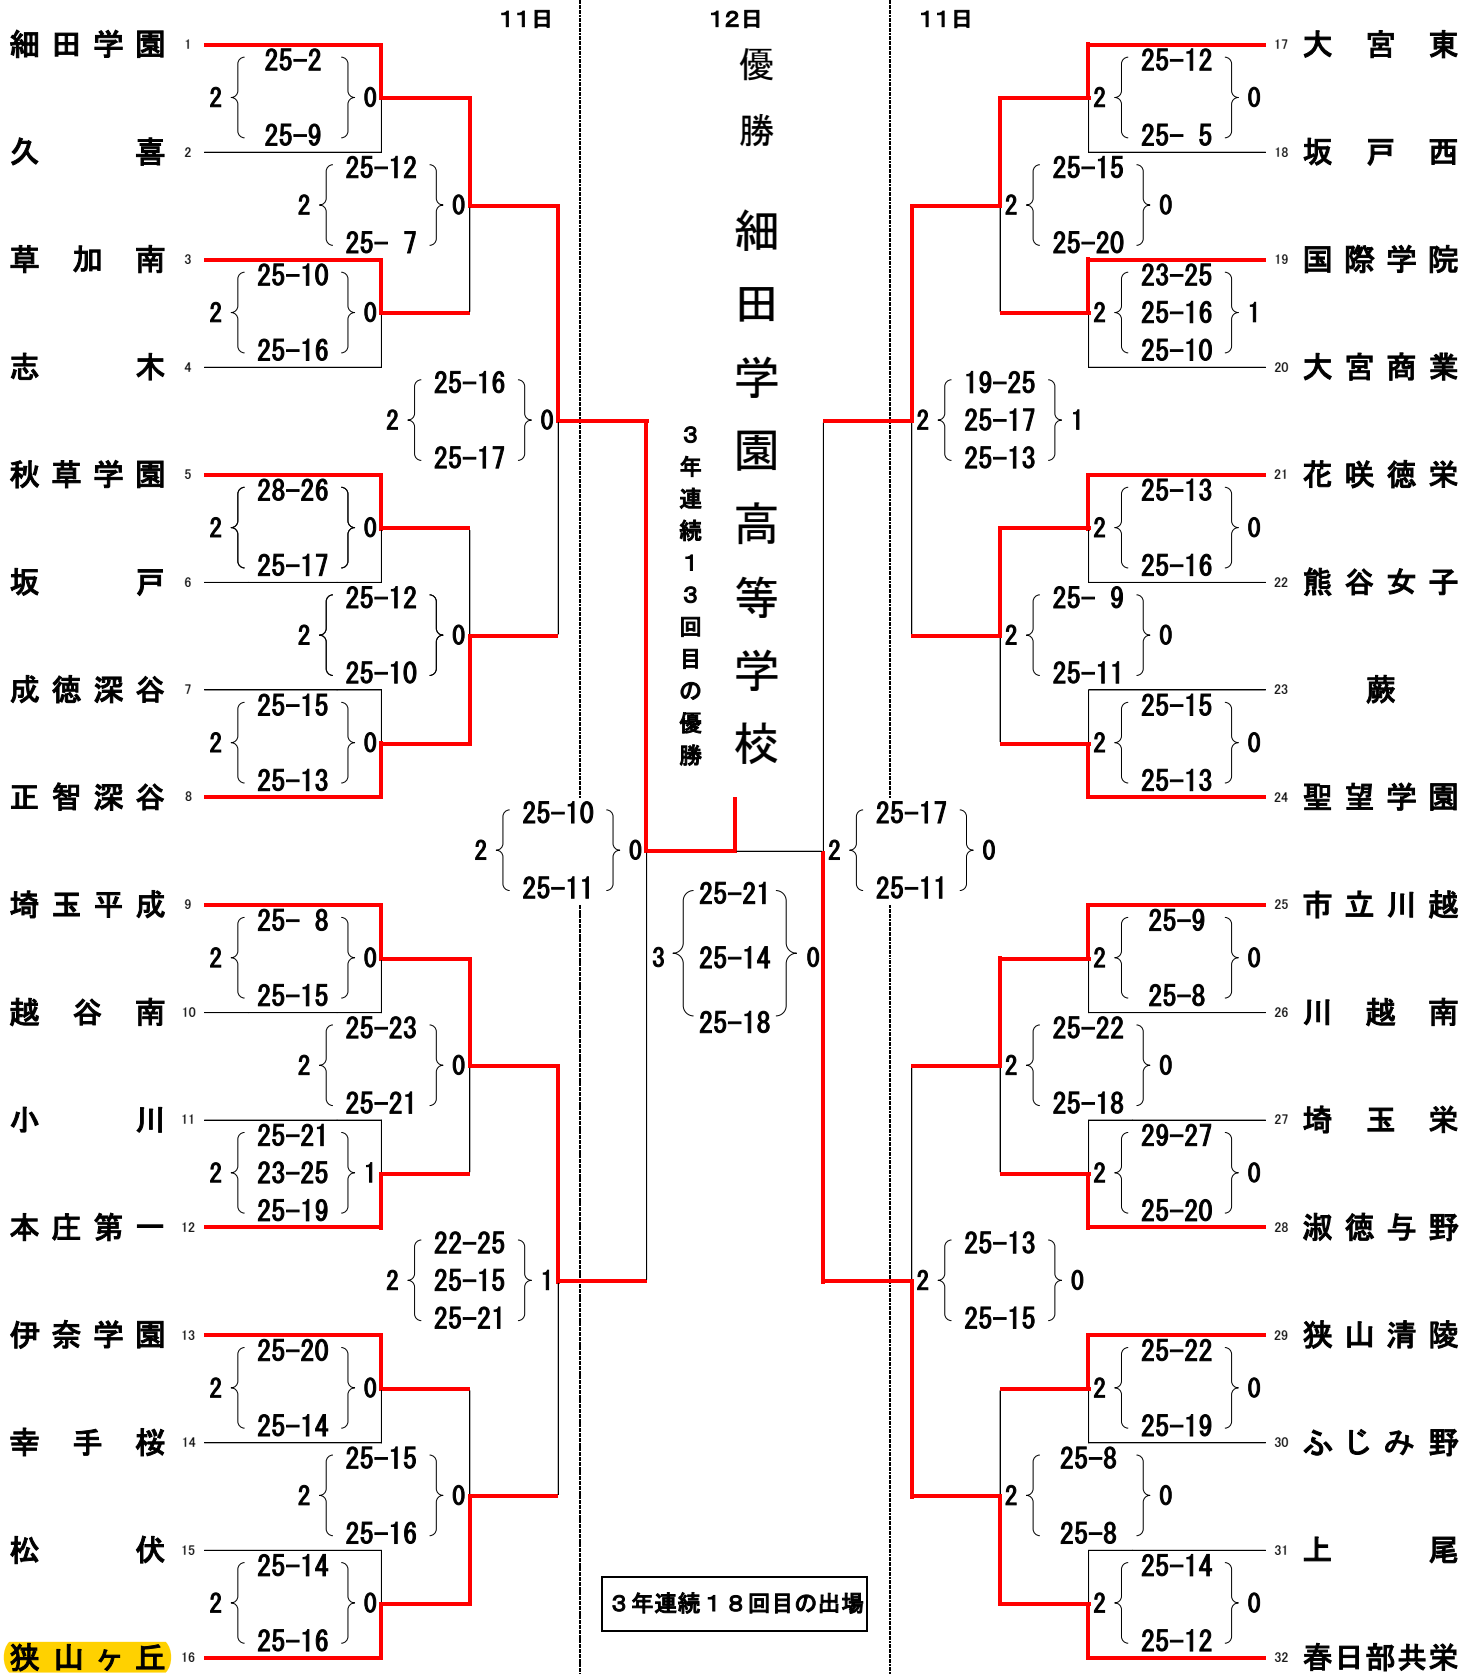 11日
12日
11日
優勝
細田学園高等学校
3年連続13回目の優勝
細田学園 1
25-2
2 0
25-9
久喜 2
25-12
2 0
25- 7
草加南 3
25-10
2 0
25-16
志木 4
25-16
2 0
25-17
秋草学園 5
28-26
2 0
25-17
坂戸 6
25-12
2 0
25-10
成徳深谷 7
25-15
2 0
25-13
正智深谷 8
25-10
2 0
25-11
埼玉平成 9
25- 8
2 0
25-15
越谷南 10
25-23
2 0
25-21
小川 11
25-21
2 23-25 1
25-19
本庄第一 12
22-25
2 25-15 1
25-21
伊奈学園 13
25-20
2 0
25-14
幸手桜 14
25-15
2 0
25-16
松伏 15
25-14
2 0
25-16
狭山ヶ丘 16
25-21
3 25-14 0
25-18
3年連続18回目の出場
17 大宮東
25-12
2 0
25- 5
18 坂戸西
25-15
2 0
25-20
19 国際学院
23-25
2 25-16 1
25-10
20 大宮商業
19-25
2 25-17 1
25-13
21 花咲徳栄
25-13
2 0
25-16
22 熊谷女子
25- 9
2 0
25-11
23 蕨
25-15
2 0
25-13
24 聖望学園
25-17
2 0
25-11
25 市立川越
25-9
2 0
25-8
26 川越南
25-22
2 0
25-18
27 埼玉栄
29-27
2 0
25-20
28 淑徳与野
25-13
2 0
25-15
29 狭山清陵
25-22
2 0
25-19
30 ふじみ野
25-8
2 0
25-8
31 上尾
25-14
2 0
25-12
32 春日部共栄